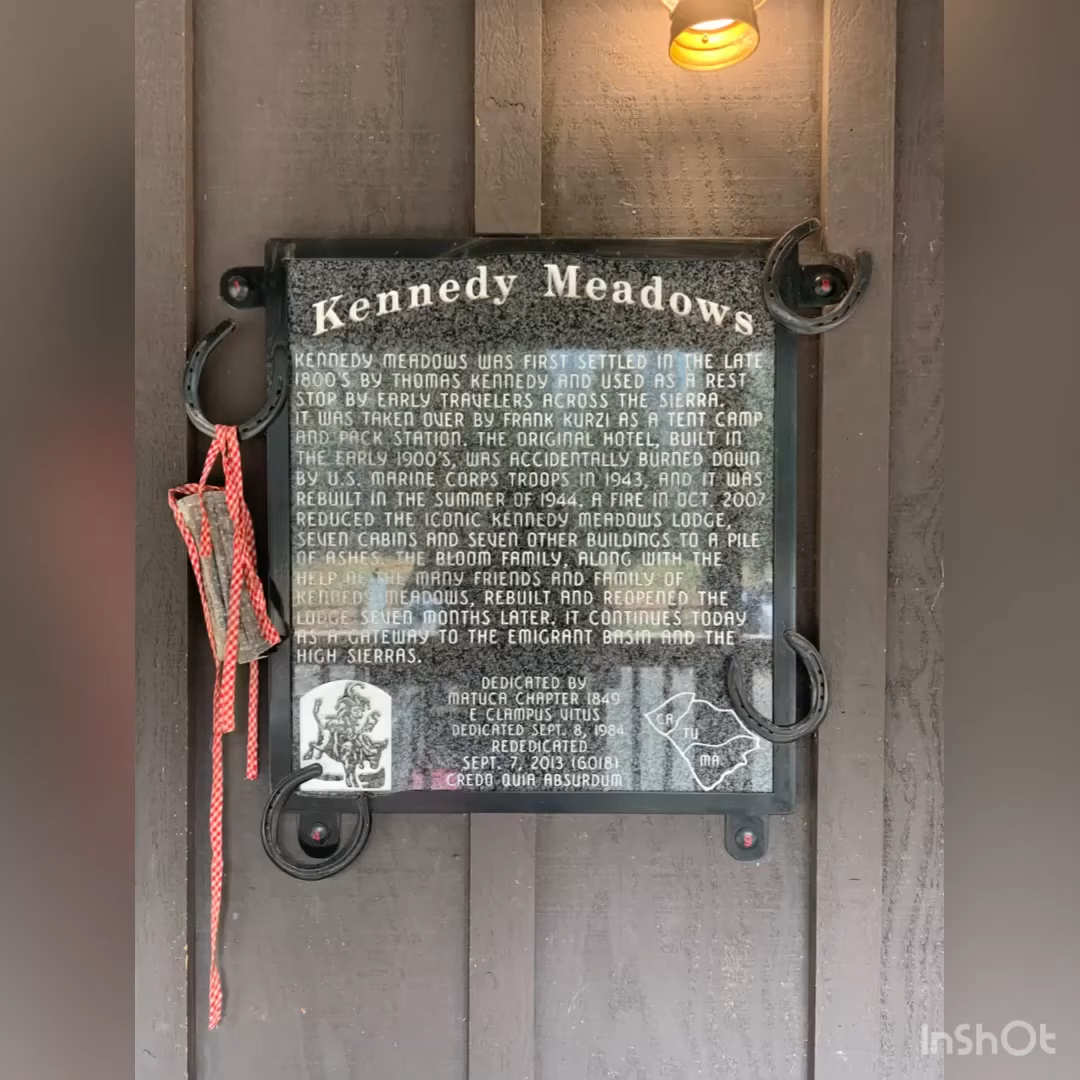 Kennedy Meadows
KENNEDY MEADOWS WAS FIRST SETTLED IN THE LATE
1800'S BY THOMAS KENNEDY AND USED AS A REST
STOP BY EARLY TRAVELERS ACROSS THE SIERRA.
IT WAS TAKEN OVER BY FRANK KURZI AS A TENT CAMP
AND PACK STATION. THE ORIGINAL HOTEL, BUILT IN
THE EARLY 1900'S, WAS ACCIDENTALLY BURNED DOWN
BY U.S. MARINE CORPS TROOPS IN 1943, AND IT WAS
REBUILT IN THE SUMMER OF 1944. A FIRE IN OCT. 2007
REDUCED THE ICONIC KENNEDY MEADOWS LODGE,
SEVEN CABINS AND SEVEN OTHER BUILDINGS TO A PILE
OF ASHES. THE BLOOM FAMILY, ALONG WITH THE
HELP OF THE MANY FRIENDS AND FAMILY OF
KENNEDY MEADOWS, REBUILT AND REOPENED THE
LODGE SEVEN MONTHS LATER. IT CONTINUES TODAY
AS A GATEWAY TO THE EMIGRANT BASIN AND THE
HIGH SIERRAS.
DEDICATED BY
MATUCA CHAPTER 1849
E CLAMPUS VITUS
DEDICATED SEPT. 8, 1984
REDEDICATED
SEPT. 7, 2013 (6018)
CREDO QUIA ABSURDUM
CA
TU
MA
InShOt